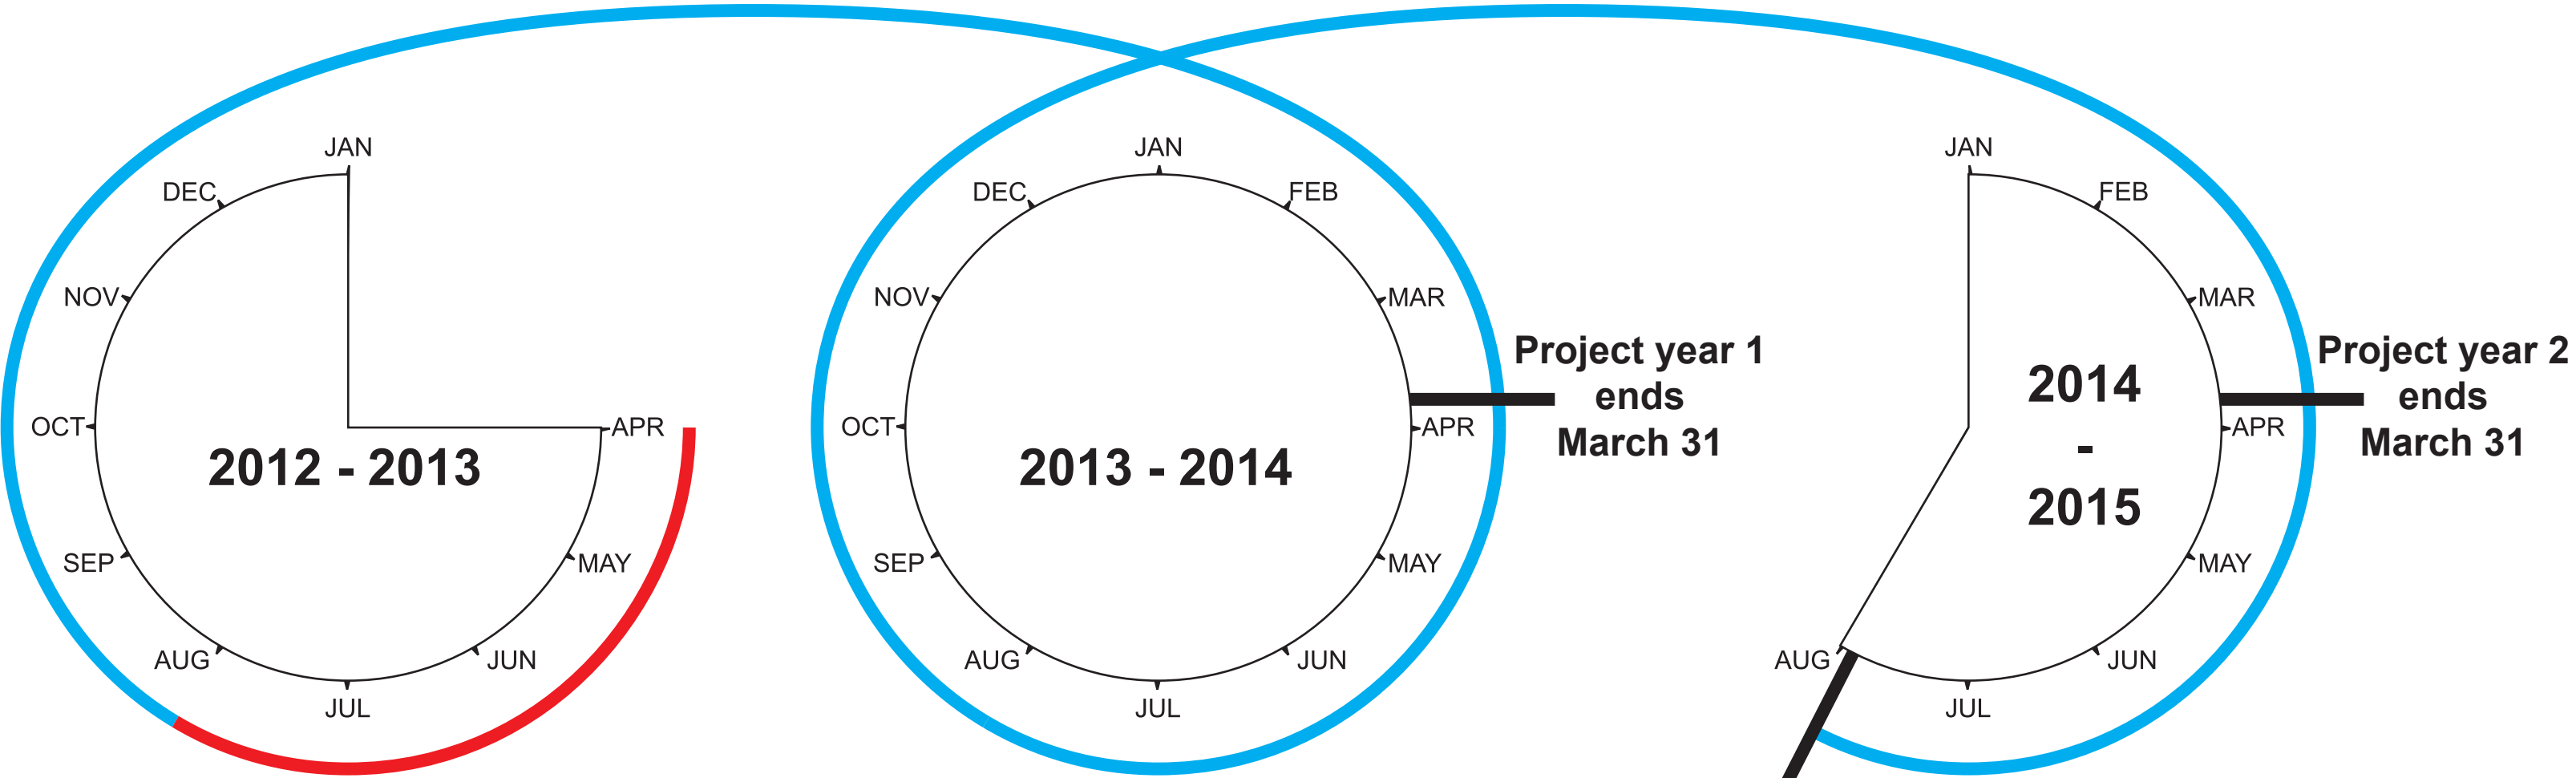 JAN
DEC
NOV
OCT
SEP
AUG
JUL
JUN
MAY
APR
2012 - 2013
JAN
FEB
MAR
APR
MAY
JUN
JUL
AUG
SEP
OCT
NOV
DEC
2013 - 2014
Project year 1
ends
March 31
JAN
FEB
MAR
APR
MAY
JUN
JUL
AUG
2014
-
2015
Project year 2
ends
March 31